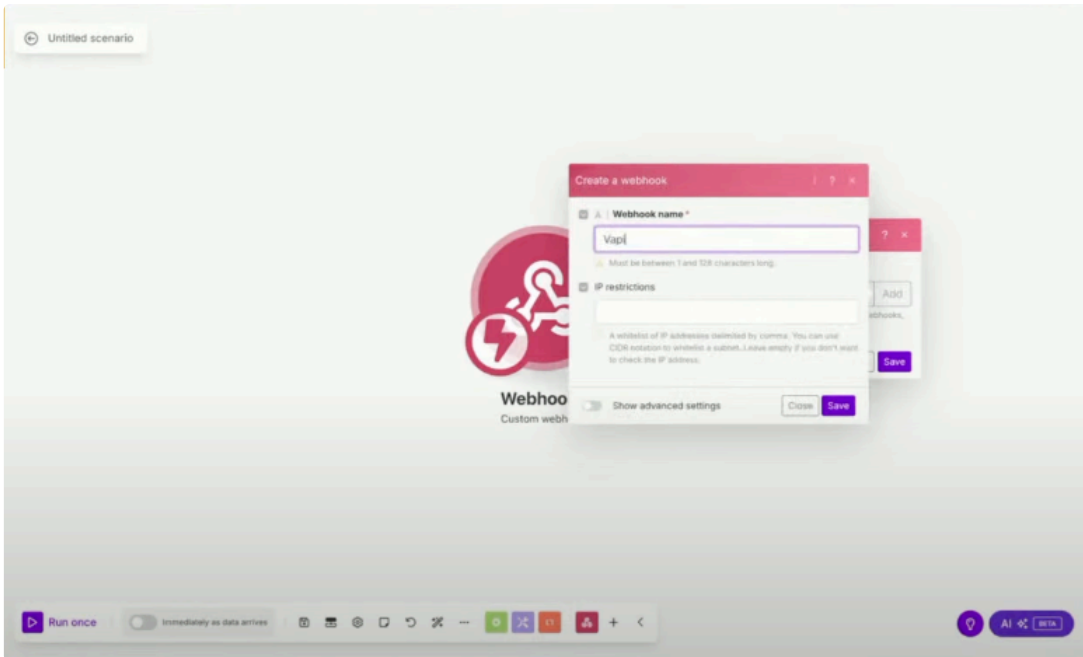 Untitled scenario
Create a webhook
?
Webhook name *
Vapi
Must be between 1 and 128 characters long.
IP restrictions
A whitelist of IP addresses delimited by comma. You can use
CIDR notation to whitelist a subnet. Leave empty if you don't want
to check the IP address.
Show advanced settings
Close
Save
?
Add
ebhooks,
Save
Webhoo
Custom webh
Run once
Immediately as data arrives
AI
BETA